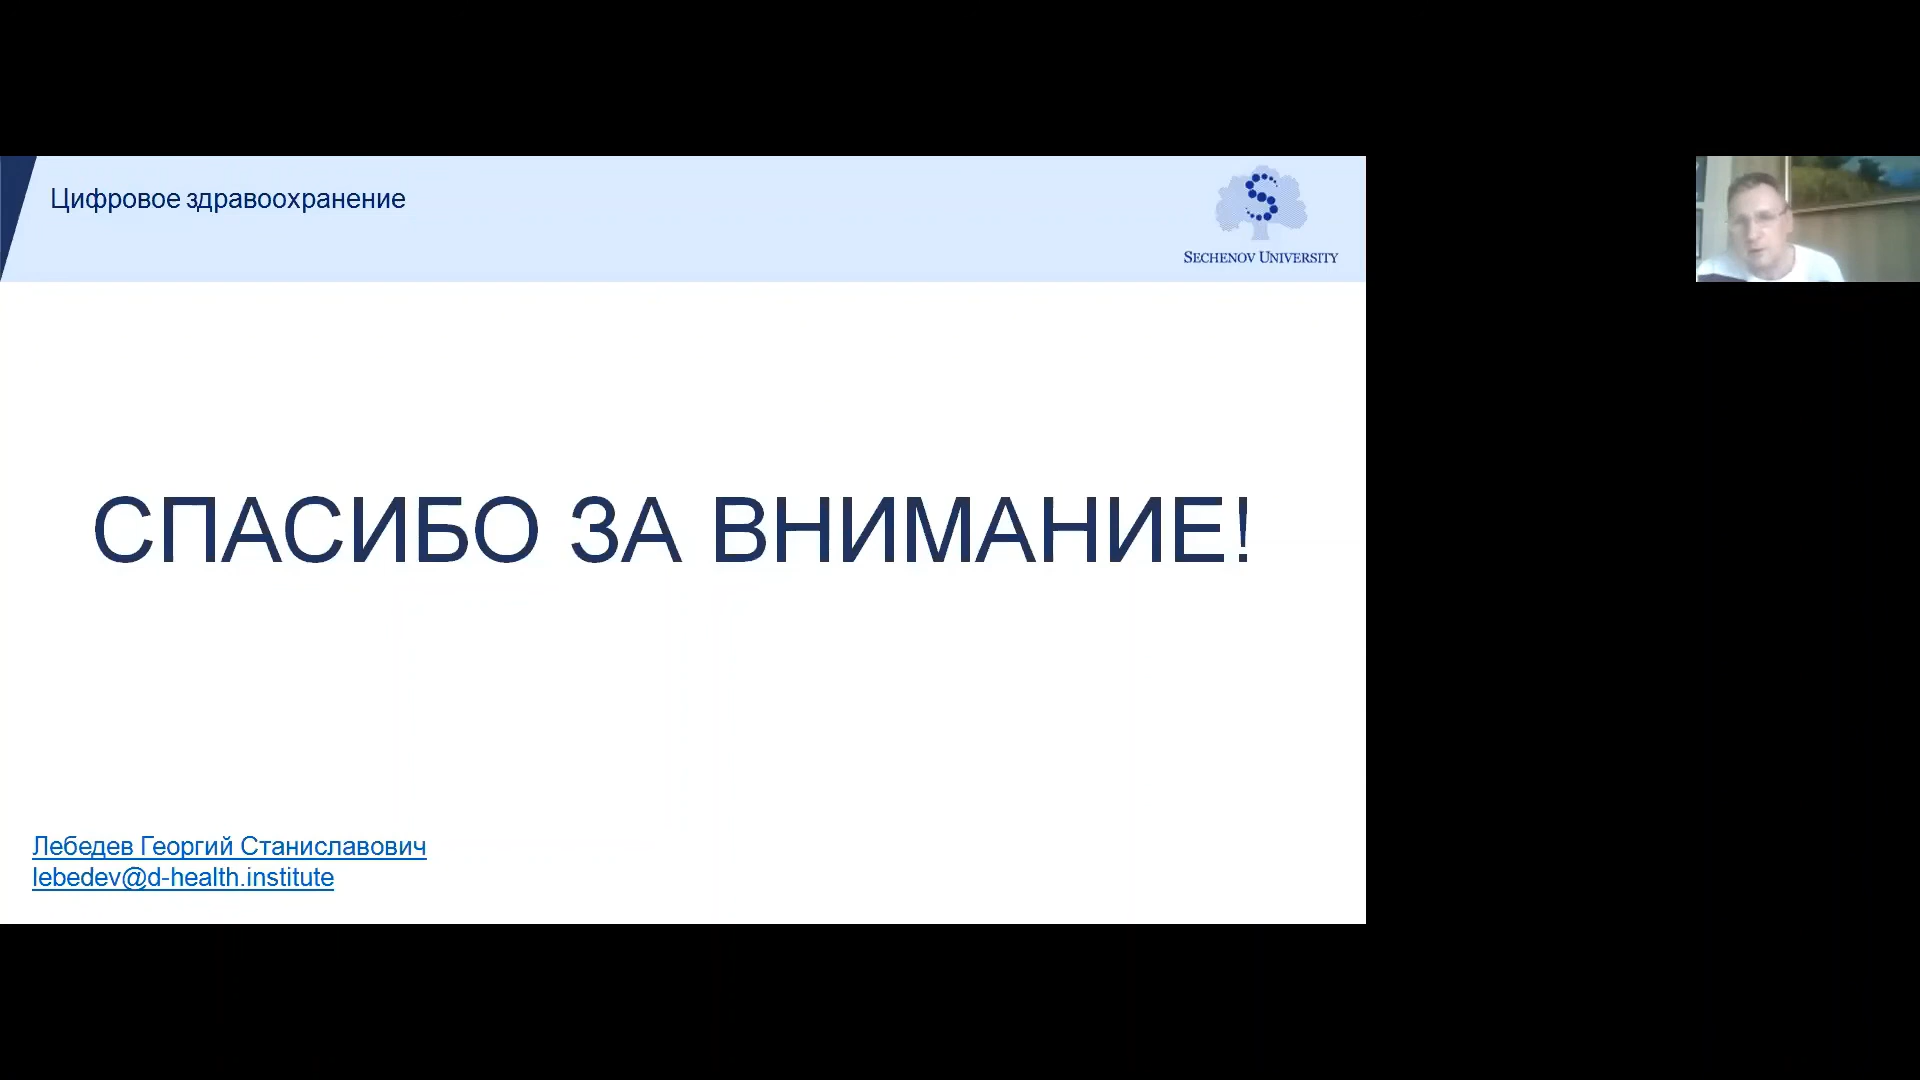 Цифровое здравоохранение
SECHENOV UNIVERSITY
СПАСИБО ЗА ВНИМАНИЕ!
Лебедев Георгий Станиславович
lebedev@d-health.institute